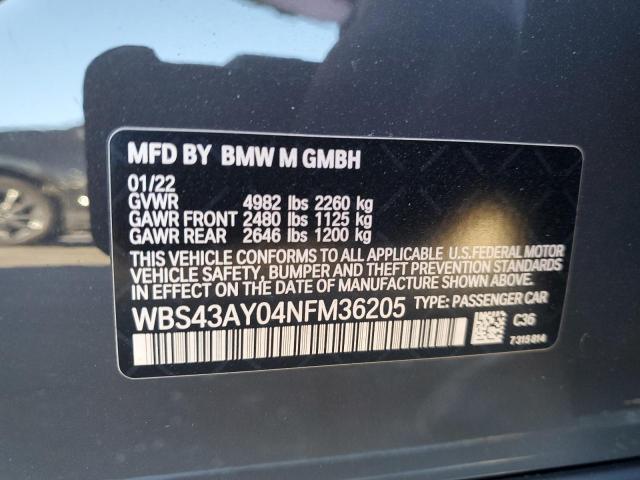 MFD BY BMW M GMBH
01/22
GVWR 4982 lbs 2260 kg
GAWR FRONT 2480 lbs 1125 kg
GAWR REAR 2646 lbs 1200 kg
THIS VEHICLE CONFORMS TO ALL APPLICABLE U.S.FEDERAL MOTOR
VEHICLE SAFETY, BUMPER AND THEFT PREVENTION STANDARDS
IN EFFECT ON THE DATE OF MANUFACTURE SHOWN ABOVE.
WBS43AY04NFM36205 TYPE: PASSENGER CAR
C36
7315814